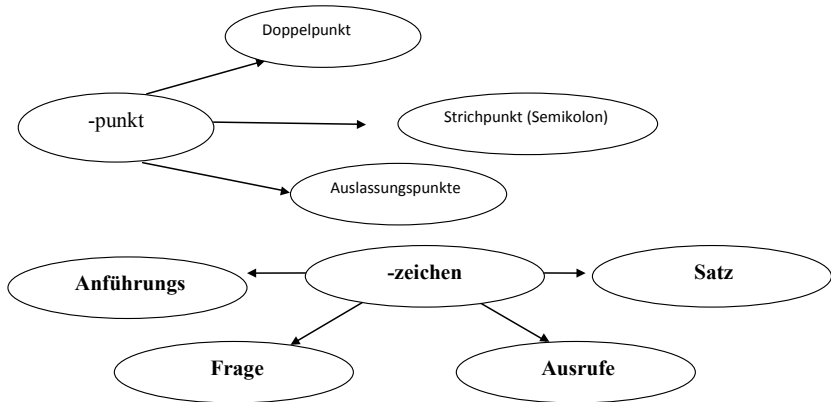 Doppelpunkt
-punkt
Strichpunkt (Semikolon)
Auslassungspunkte
Anführungs
-zeichen
Satz
Frage
Ausrufe